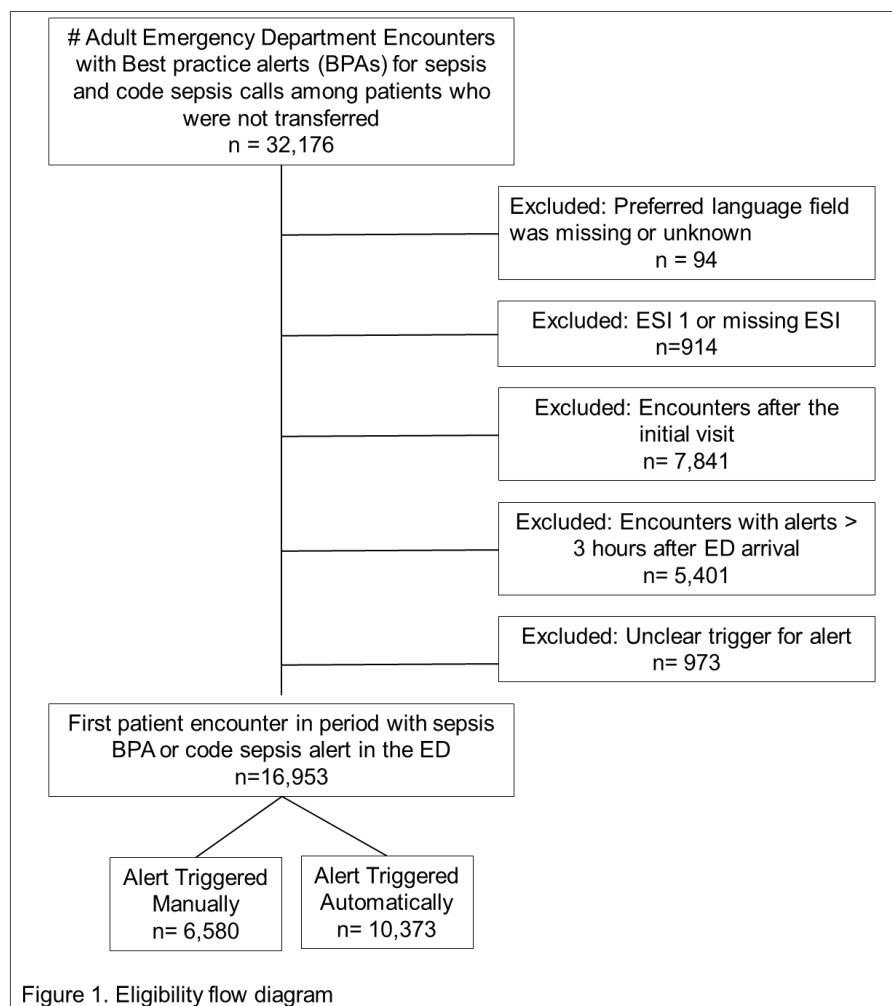 # Adult Emergency Department Encounters
with Best practice alerts (BPAs) for sepsis
and code sepsis calls among patients who
were not transferred
n = 32,176
Excluded: Preferred language field
was missing or unknown
n = 94
Excluded: ESI 1 or missing ESI
n=914
Excluded: Encounters after the
initial visit
n= 7,841
Excluded: Encounters with alerts >
3 hours after ED arrival
n= 5,401
Excluded: Unclear trigger for alert
n= 973
First patient encounter in period with sepsis
BPA or code sepsis alert in the ED
n=16,953
Alert Triggered
Manually
n= 6,580
Alert Triggered
Automatically
n= 10,373
Figure 1. Eligibility flow diagram